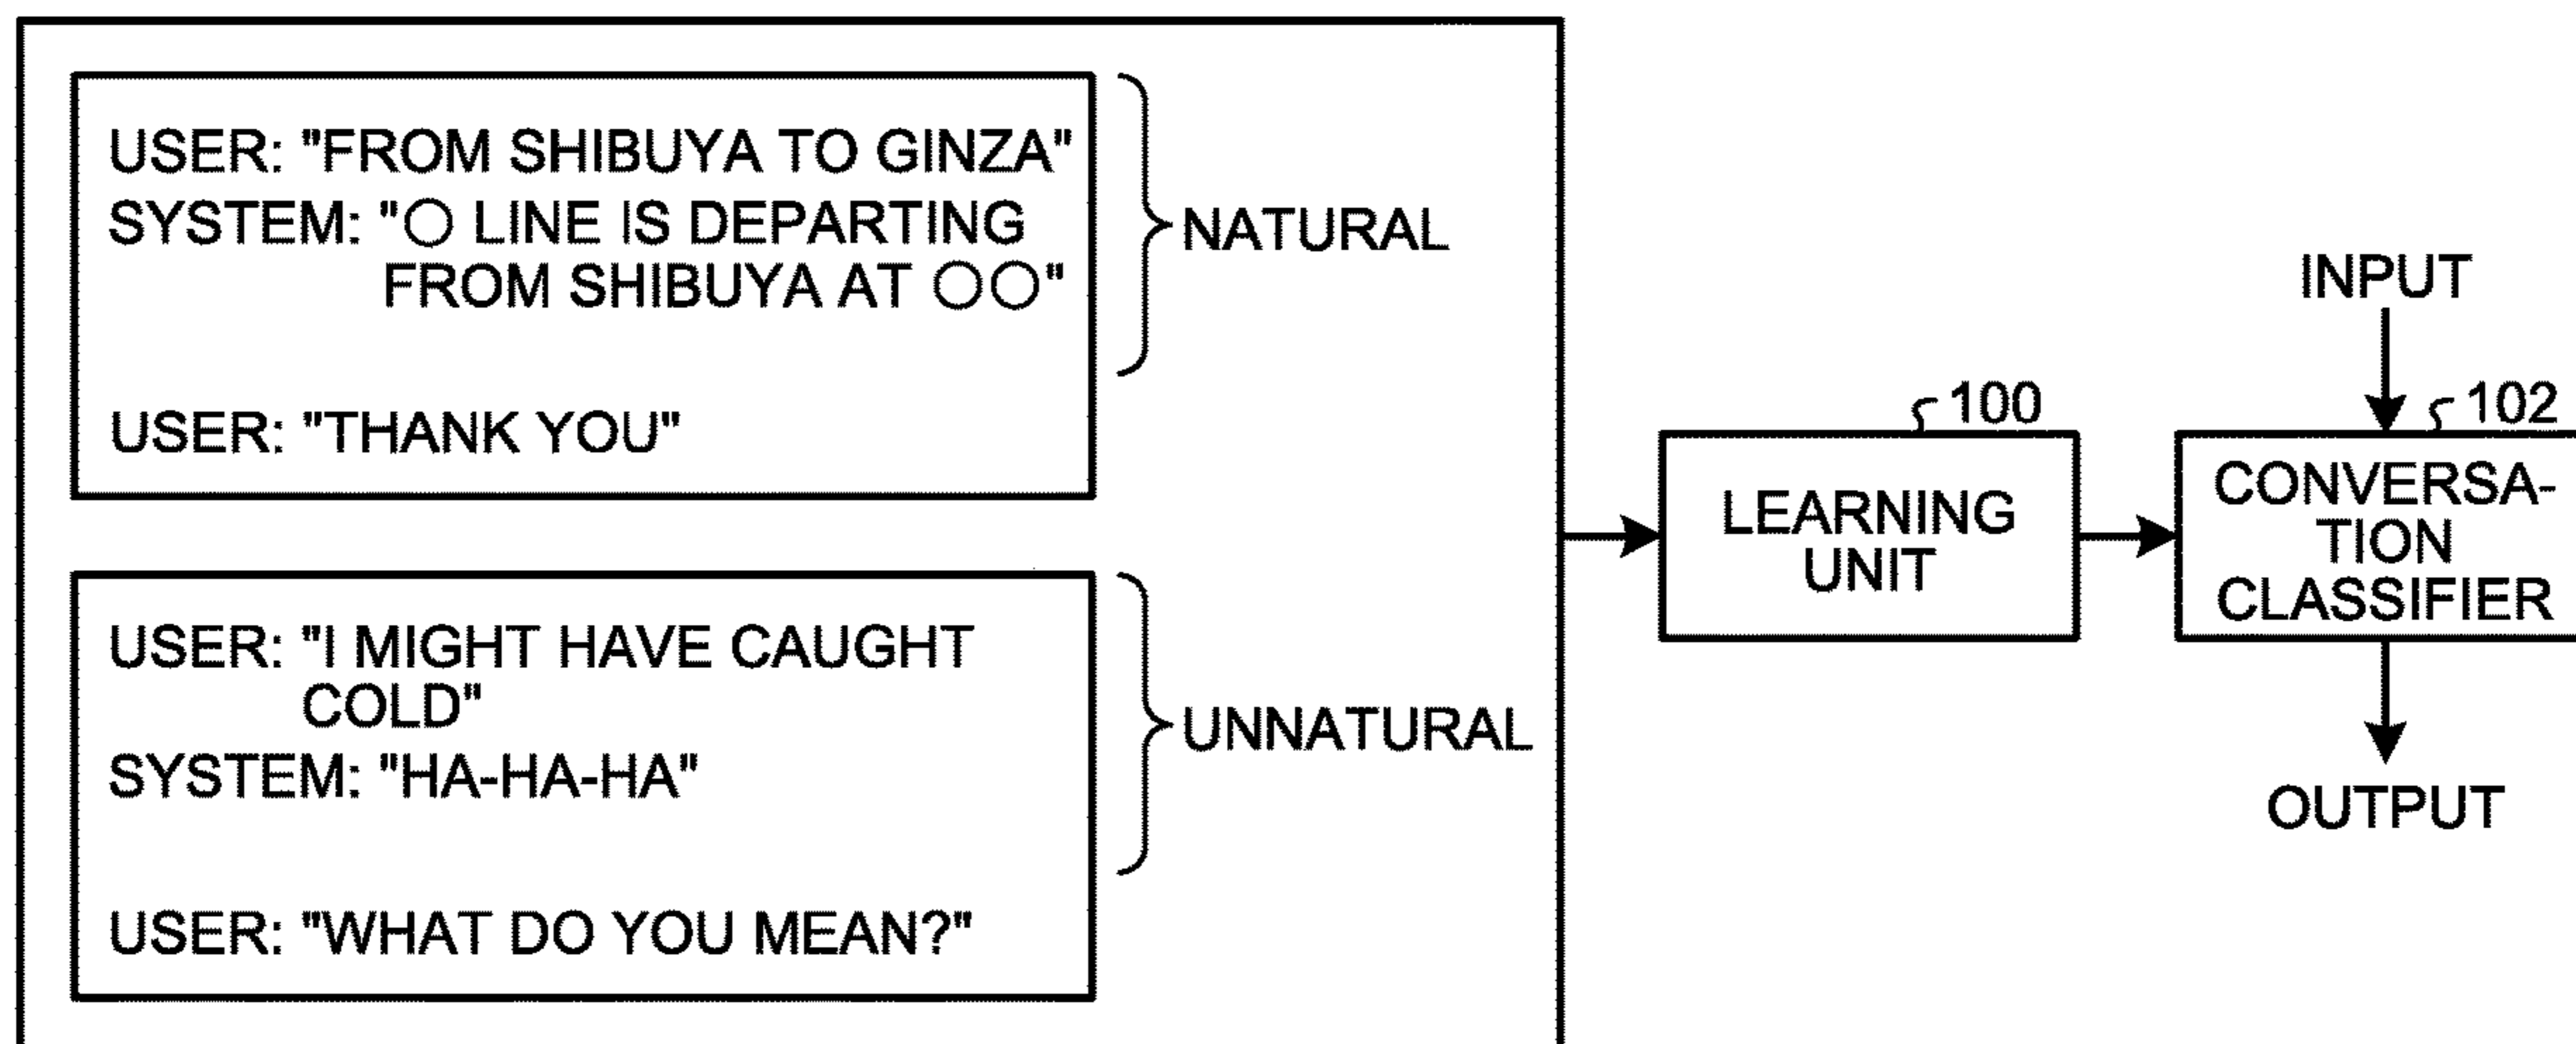 USER: "FROM SHIBUYA TO GINZA"
SYSTEM: "○ LINE IS DEPARTING
FROM SHIBUYA AT ○○"
USER: "THANK YOU"
NATURAL
USER: "I MIGHT HAVE CAUGHT
COLD"
SYSTEM: "HA-HA-HA"
USER: "WHAT DO YOU MEAN?"
UNNATURAL
100
LEARNING
UNIT
INPUT
102
CONVERSA-
TION
CLASSIFIER
OUTPUT